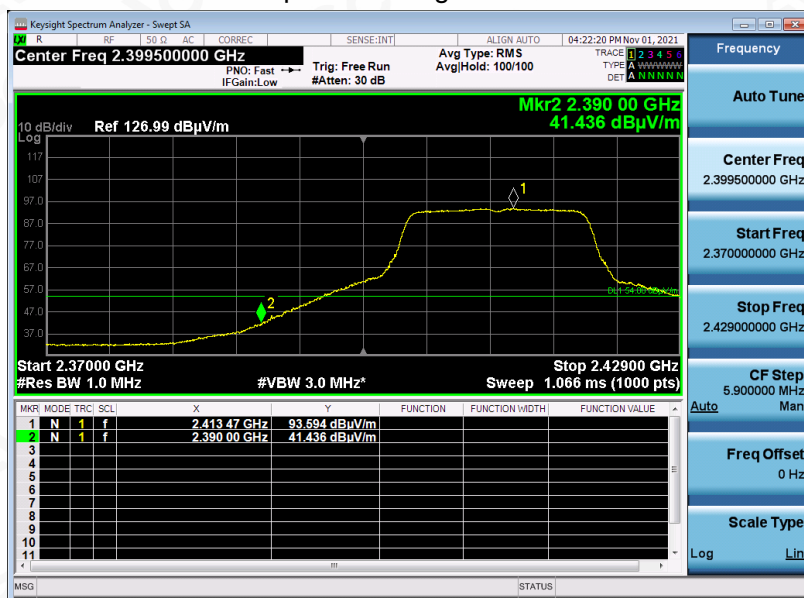 Keysight Spectrum Analyzer - Swept SA
LXI R RF 50 Ω AC CORREC SENSE:INT ALIGN AUTO 04:22:20 PM Nov 01, 2021
Center Freq 2.399500000 GHz
PNO: Fast
IFGain:Low
Trig: Free Run
#Atten: 30 dB
Avg Type: RMS
Avg|Hold: 100/100
TRACE 1 2 3 4 5 6
TYPE A WWWWW
DET A N N N N N
Mkr2 2.390 00 GHz
41.436 dBµV/m
10 dB/div Ref 126.99 dBµV/m
Log
117
107
97.0
87.0
77.0
67.0
57.0
47.0
37.0
1
2
Start 2.37000 GHz Stop 2.42900 GHz
#Res BW 1.0 MHz #VBW 3.0 MHz* Sweep 1.066 ms (1000 pts)
MKR MODE TRC SCL X Y FUNCTION FUNCTION WIDTH FUNCTION VALUE
1 N 1 f 2.413 47 GHz 93.594 dBuV/m
2 N 1 f 2.390 00 GHz 41.436 dBuV/m
3
4
5
6
7
8
9
10
11
MSG STATUS
Frequency
Auto Tune
Center Freq
2.399500000 GHz
Start Freq
2.370000000 GHz
Stop Freq
2.429000000 GHz
CF Step
5.900000 MHz
Auto Man
Freq Offset
0 Hz
Scale Type
Log Lin